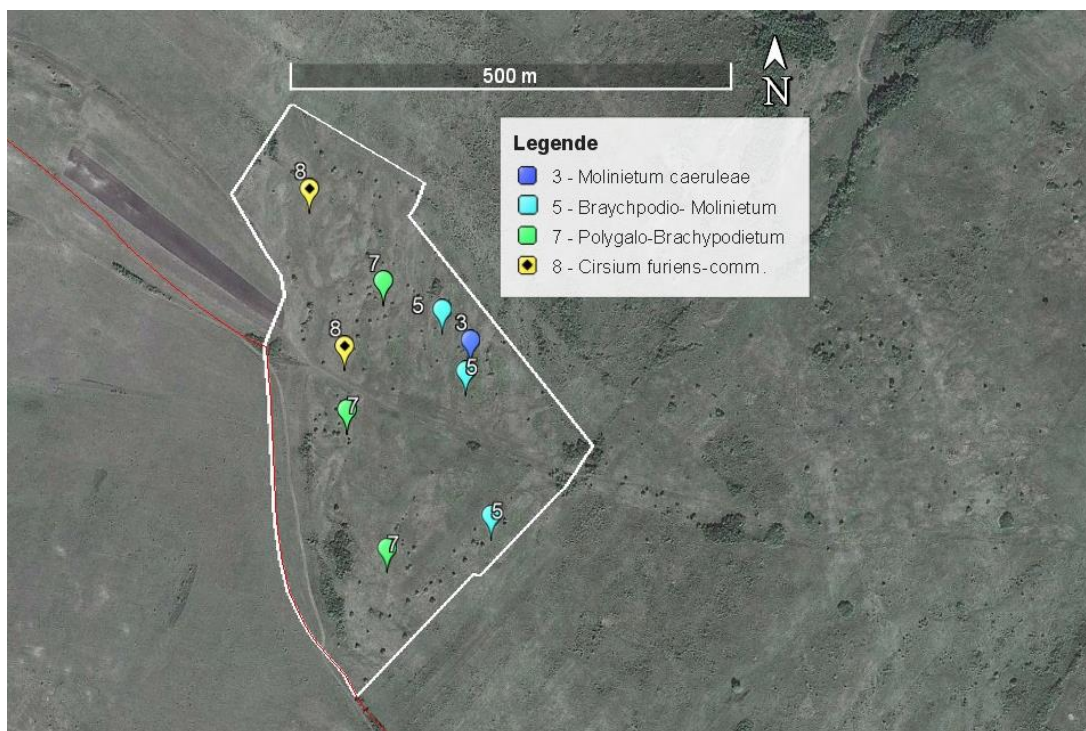 500 m
N
Legende
3 - Molinietum caeruleae
5 - Braychpodio- Molinietum
7 - Polygalo-Brachypodietum
8 - Cirsium furiens-comm.
8
7
5
3
8
5
7
5
7